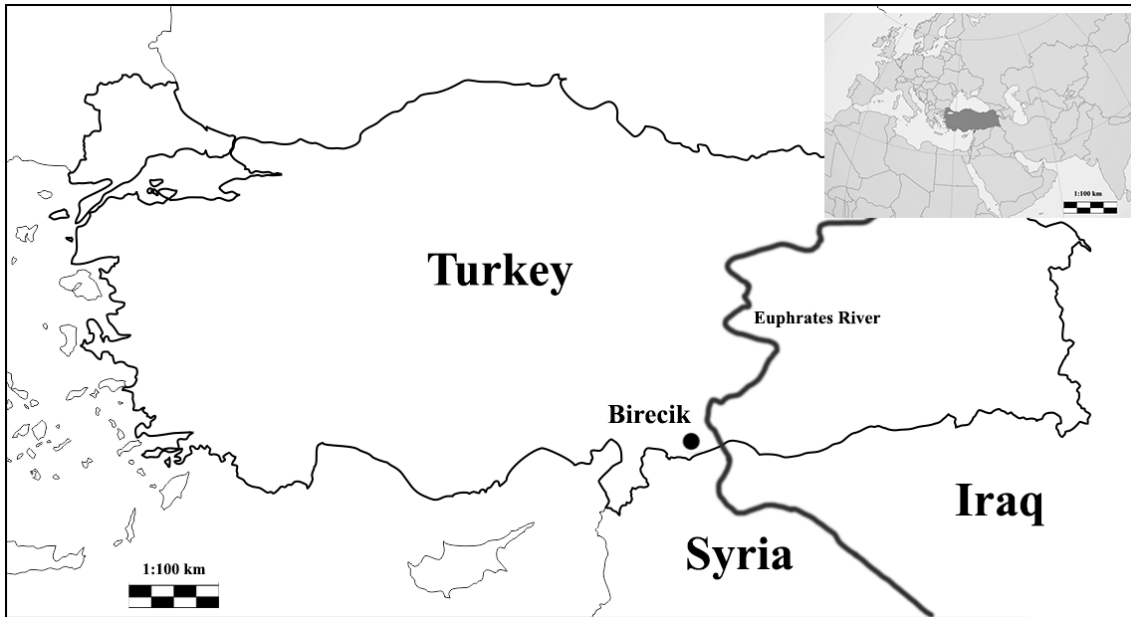 1:100 km
Turkey
Euphrates River
Birecik
Iraq
Syria
1:100 km